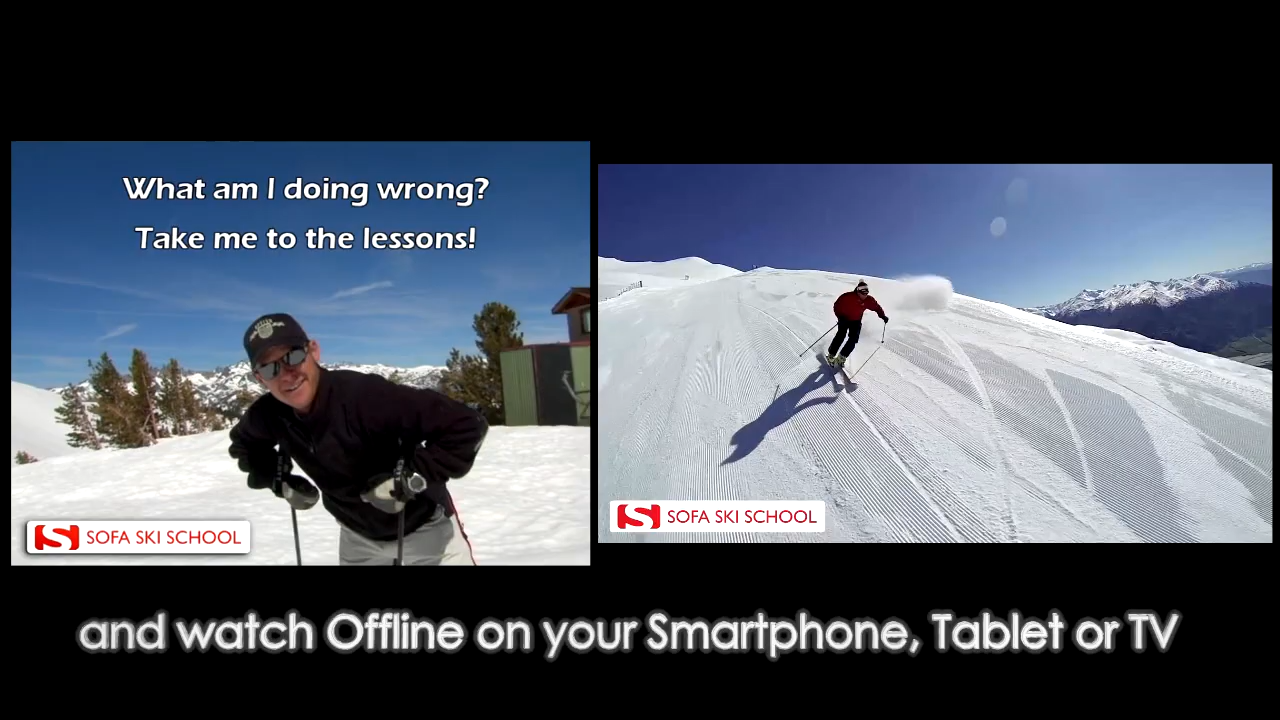 What am I doing wrong?
Take me to the lessons!
SOFA SKI SCHOOL
SOFA SKI SCHOOL
and watch Offline on your Smartphone, Tablet or TV